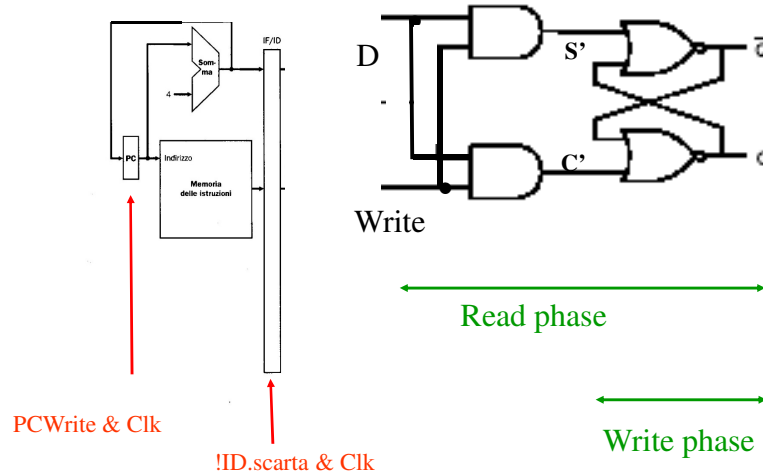 IF/ID
Som-
ma
4
PC
Indirizzo
Memoria
delle istruzioni
PCWrite & Clk
!ID.scarta & Clk
D
S’
C’
Write
Read phase
Write phase